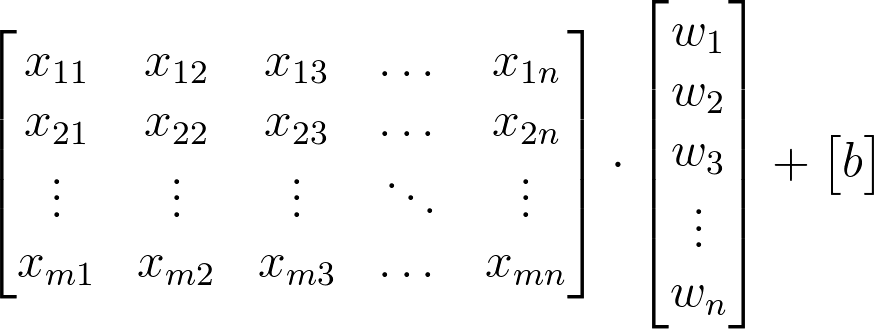 [x₁₁ x₁₂ x₁₃ … x₁ₙ
x₂₁ x₂₂ x₂₃ … x₂ₙ
⋮ ⋮ ⋮ ⋱ ⋮
xₘ₁ xₘ₂ xₘ₃ … xₘₙ]
·
[w₁
w₂
w₃
⋮
wₙ]
+ [b]